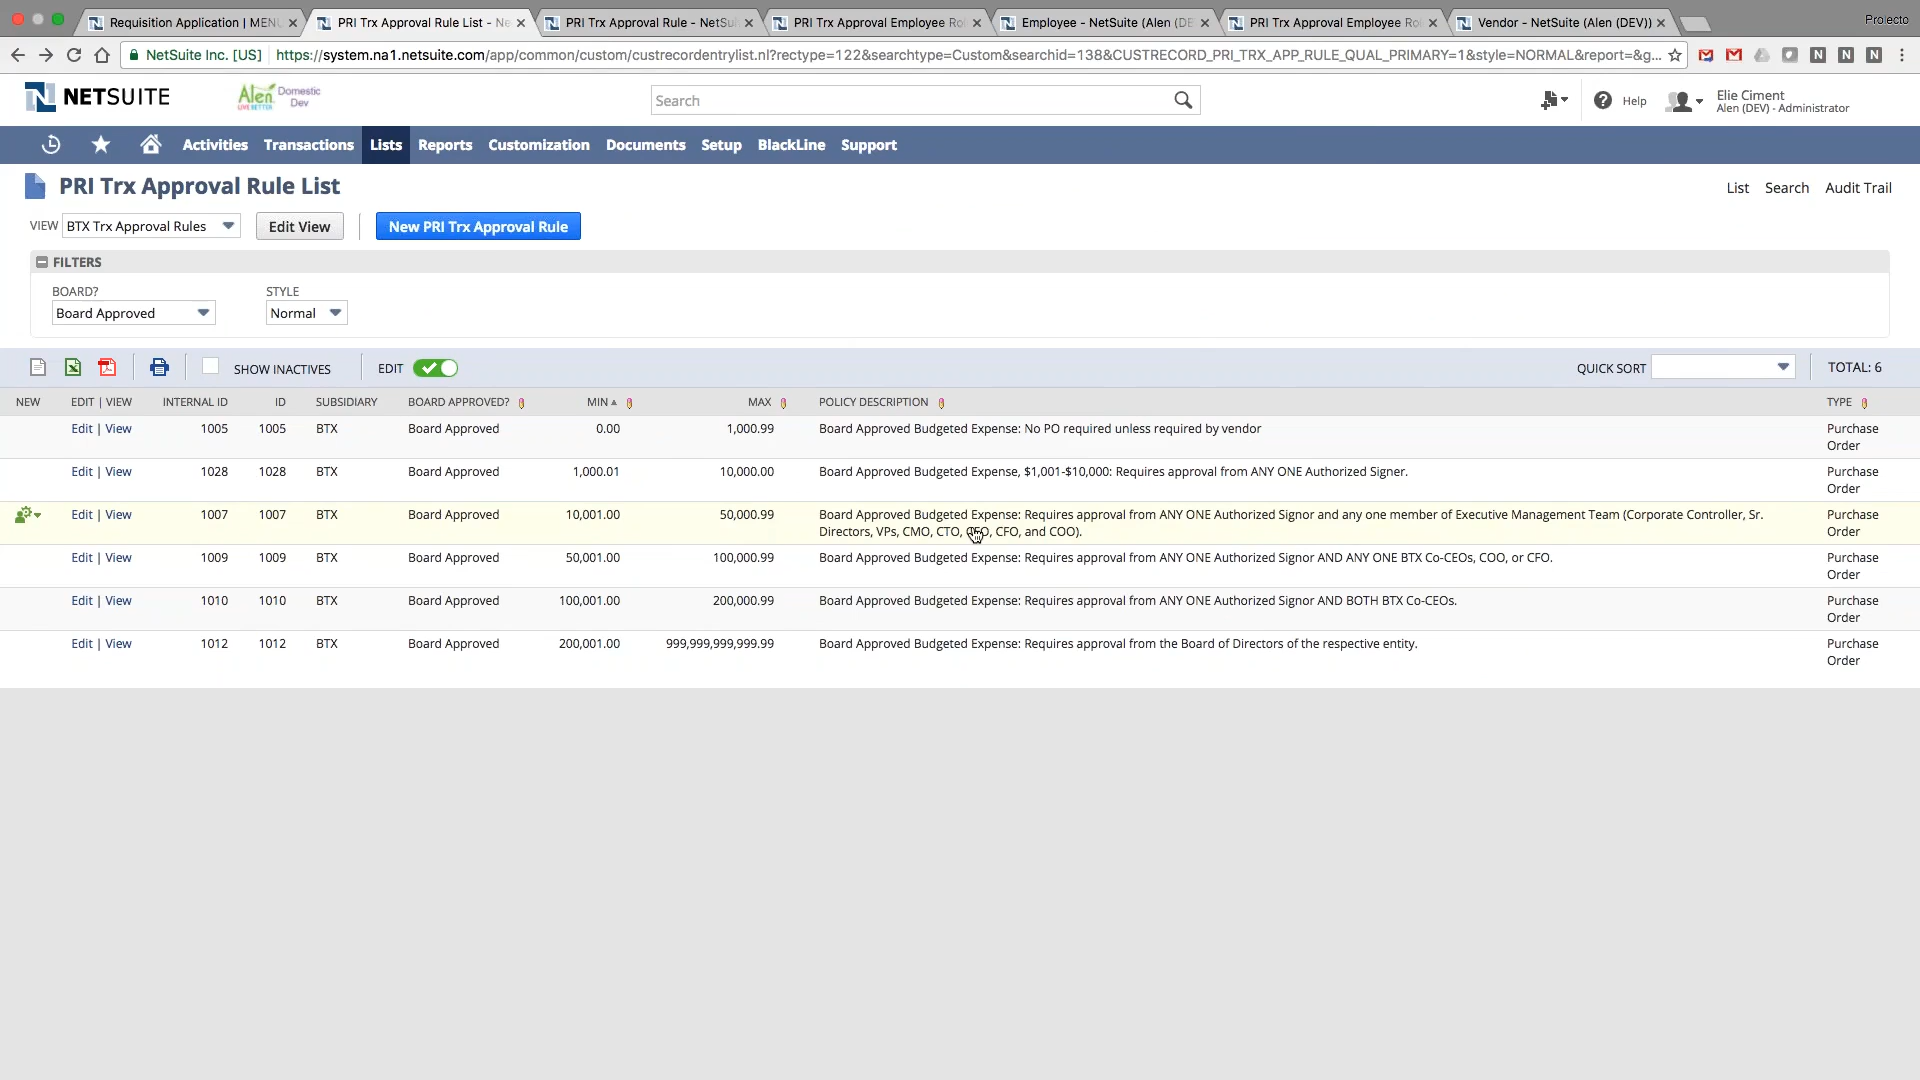 Requisition Application | MENU
PRI Trx Approval Rule List - Ne
PRI Trx Approval Rule - NetSui
PRI Trx Approval Employee Ro
Employee - NetSuite (Alen (DE
PRI Trx Approval Employee Ro
Vendor - NetSuite (Alen (DEV))
Prolecto
NetSuite Inc. [US]
https://system.na1.netsuite.com/app/common/custom/custrecordentrylist.nl?rectype=122&searchtype=Custom&searchid=138&CUSTRECORD_PRI_TRX_APP_RULE_QUAL_PRIMARY=1&style=NORMAL&report=&g...
NETSUITE
Alen
LIVE BETTER
Domestic
Dev
Search
Help
Elie Ciment
Alen (DEV) - Administrator
Activities Transactions Lists Reports Customization Documents Setup BlackLine Support
PRI Trx Approval Rule List
List Search Audit Trail
VIEW BTX Trx Approval Rules Edit View New PRI Trx Approval Rule
FILTERS
BOARD? STYLE
Board Approved Normal
SHOW INACTIVES EDIT QUICK SORT TOTAL: 6
NEW EDIT | VIEW INTERNAL ID ID SUBSIDIARY BOARD APPROVED? MIN MAX POLICY DESCRIPTION TYPE
Edit | View 1005 1005 BTX Board Approved 0.00 1,000.99 Board Approved Budgeted Expense: No PO required unless required by vendor Purchase
Order
Edit | View 1028 1028 BTX Board Approved 1,000.01 10,000.00 Board Approved Budgeted Expense, $1,001-$10,000: Requires approval from ANY ONE Authorized Signer. Purchase
Order
Edit | View 1007 1007 BTX Board Approved 10,001.00 50,000.99 Board Approved Budgeted Expense: Requires approval from ANY ONE Authorized Signor and any one member of Executive Management Team (Corporate Controller, Sr. Purchase
Directors, VPs, CMO, CTO, CFO, and COO). Order
Edit | View 1009 1009 BTX Board Approved 50,001.00 100,000.99 Board Approved Budgeted Expense: Requires approval from ANY ONE Authorized Signor AND ANY ONE BTX Co-CEOs, COO, or CFO. Purchase
Order
Edit | View 1010 1010 BTX Board Approved 100,001.00 200,000.99 Board Approved Budgeted Expense: Requires approval from ANY ONE Authorized Signor AND BOTH BTX Co-CEOs. Purchase
Order
Edit | View 1012 1012 BTX Board Approved 200,001.00 999,999,999,999.99 Board Approved Budgeted Expense: Requires approval from the Board of Directors of the respective entity. Purchase
Order